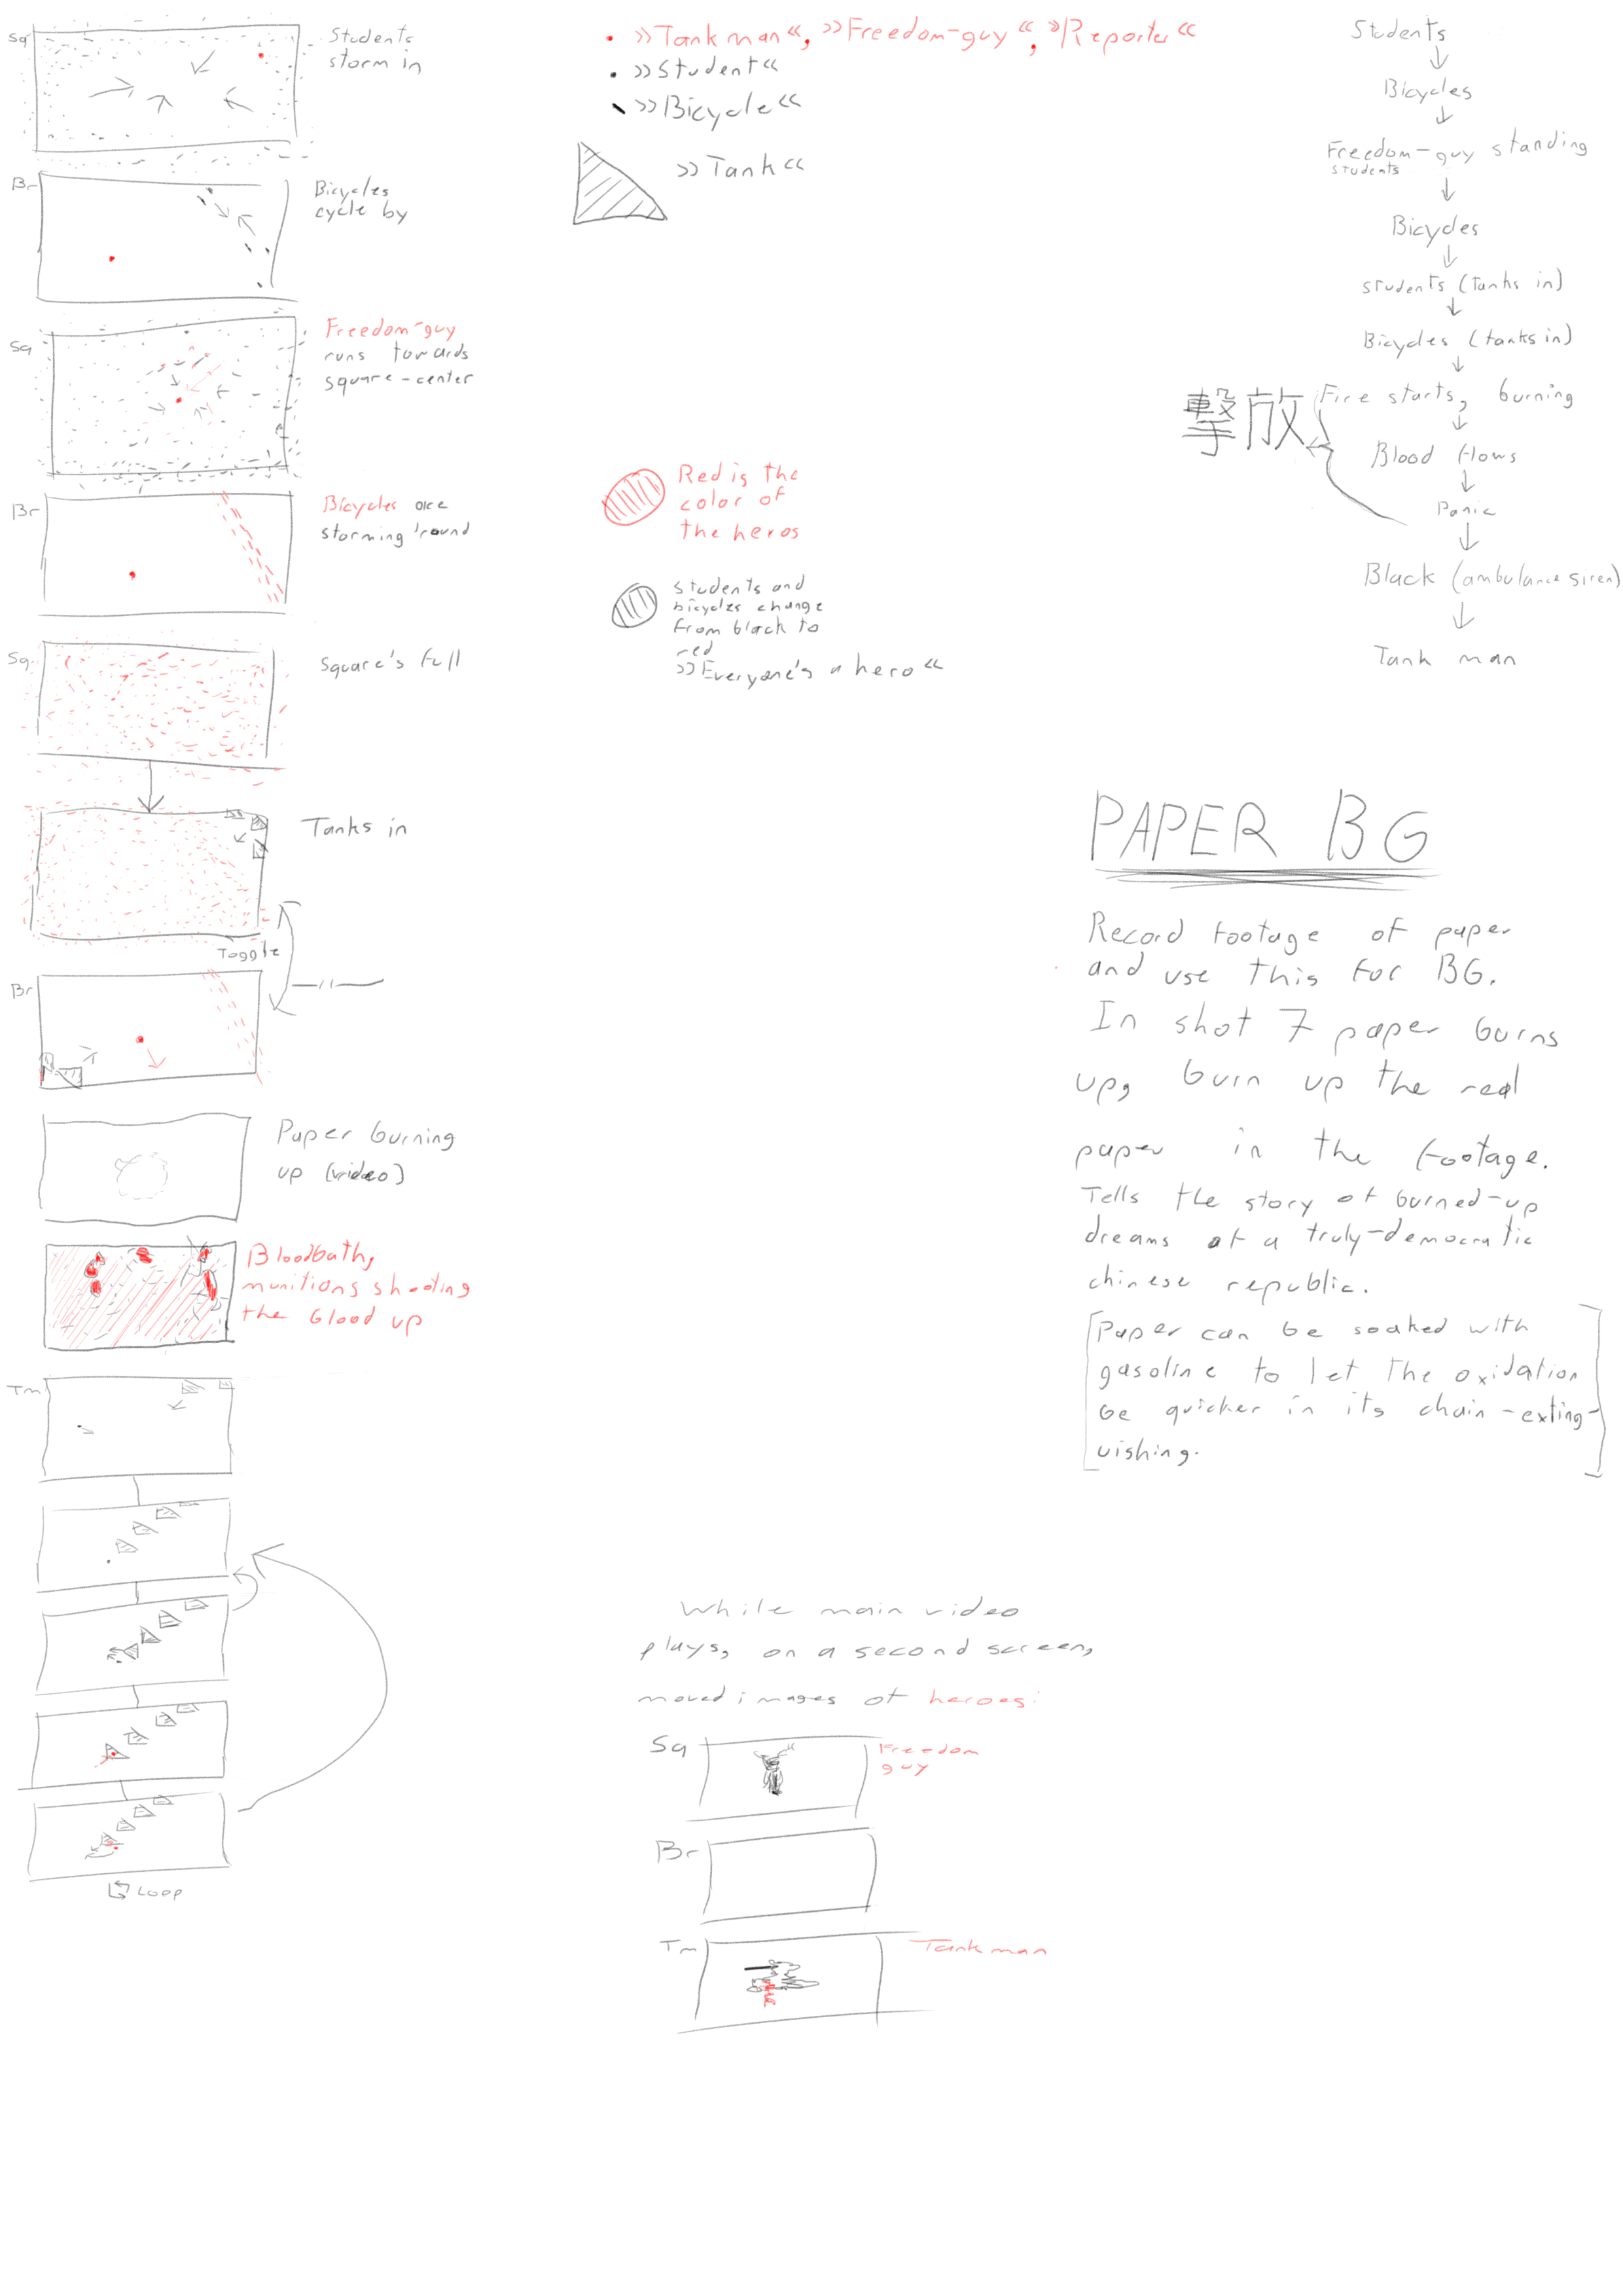 Sq
Students
storm in
Br
Bicycles
cycle by
Sq
Freedom-guy
runs towards
square-center
Br
Bicycles are
storming 'round
Sq.
Square's full
Tanks in
Toggle
Br
Paper burning
up (video)
Bloodbath,
munitions shooting
the blood up
Tm
Loop
»Tank man«, »Freedom-guy«, »Reporter«
»Student«
»Bicycle«
»Tank«
Red is the
color of
the heros
students and
bicycles change
from black to
red
»Everyone's a hero«
Students
Bicycles
Freedom-guy standing
students
Bicycles
students (tanks in)
Bicycles (tanks in)
擊放
Fire starts, burning
Blood flows
Panic
Black (ambulance siren)
Tank man
PAPER BG
Record footage of paper
and use this for BG.
In shot 7 paper burns
up, burn up the real
paper in the footage.
Tells the story of burned-up
dreams of a truly-democratic
chinese republic.
[Paper can be soaked with
gasoline to let the oxidation
be quicker in its chain-exting-
uishing.]
While main video
plays, on a second screen,
moved images of heroes:
Sq
Freedom
guy
Br
Tm
Tank man